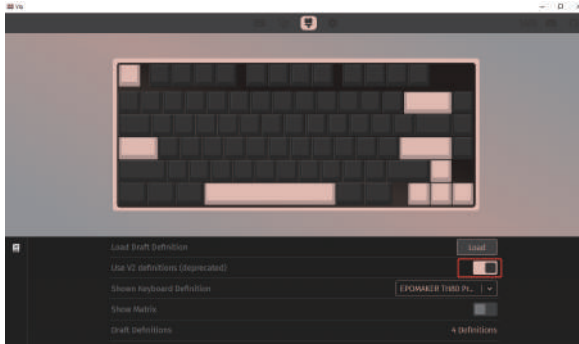 Via
Load Draft Definition
Load
Use V2 definitions (deprecated)
Shown Keyboard Definition
EPOMAKER TH80 Pr...
Show Matrix
Draft Definitions
4 Definitions